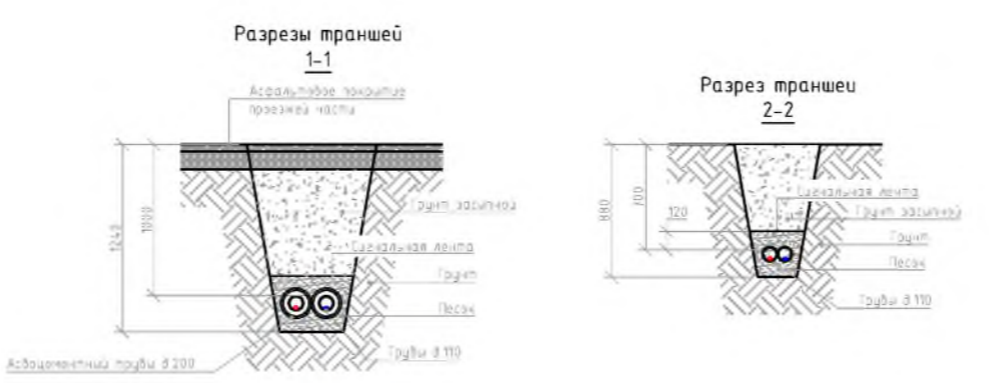 Разрезы траншей
1-1
Асфальтовое покрытие
проезжей части
1240
1000
Грунт засыпной
Сигнальная лента
Грунт
Песок
Трубы d 110
Асбоцементный трубы d 200
Разрез траншеи
2-2
880
700
120
Сигнальная лента
Грунт засыпной
Грунт
Песок
Трубы d 110